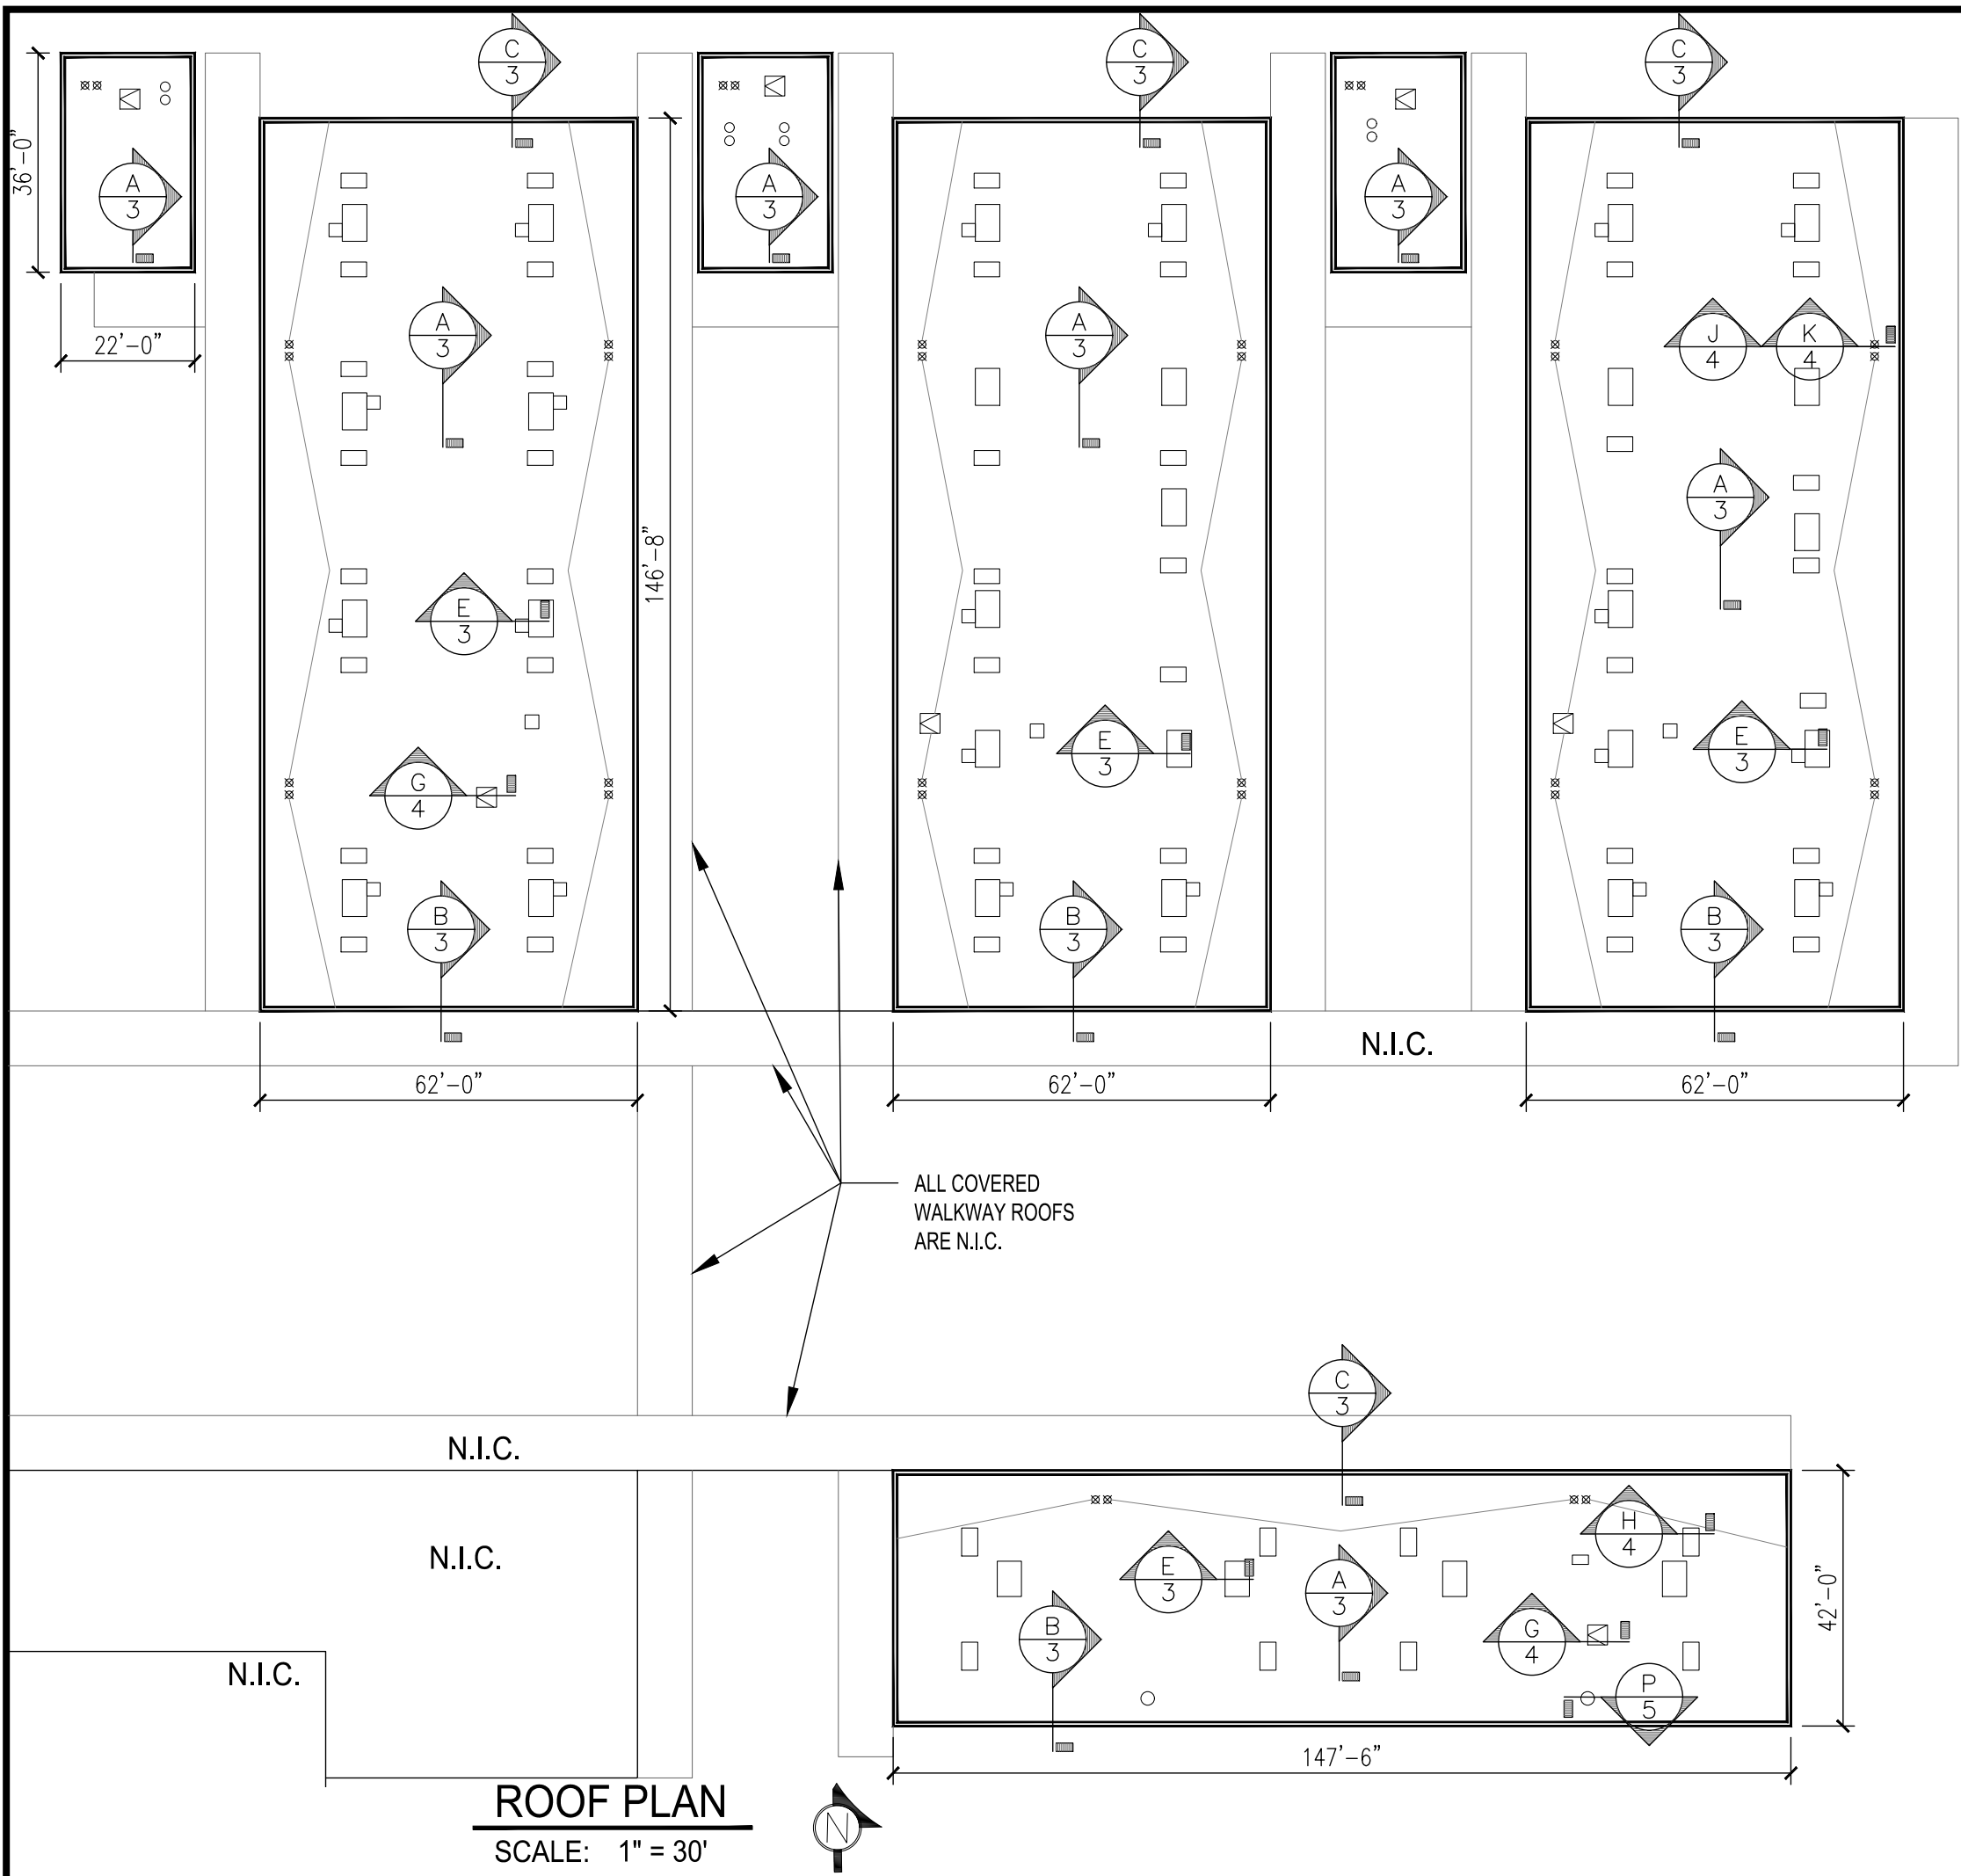 C
3
C
3
C
3
36'-0"
A
3
A
3
A
3
22'-0"
A
3
A
3
J
4
K
4
A
3
146'-8"
E
3
E
3
E
3
G
4
B
3
B
3
B
3
N.I.C.
62'-0"
62'-0"
62'-0"
ALL COVERED
WALKWAY ROOFS
ARE N.I.C.
C
3
N.I.C.
H
4
N.I.C.
E
3
A
3
42'-0"
B
3
G
4
N.I.C.
P
5
147'-6"
ROOF PLAN
SCALE: 1" = 30'
N